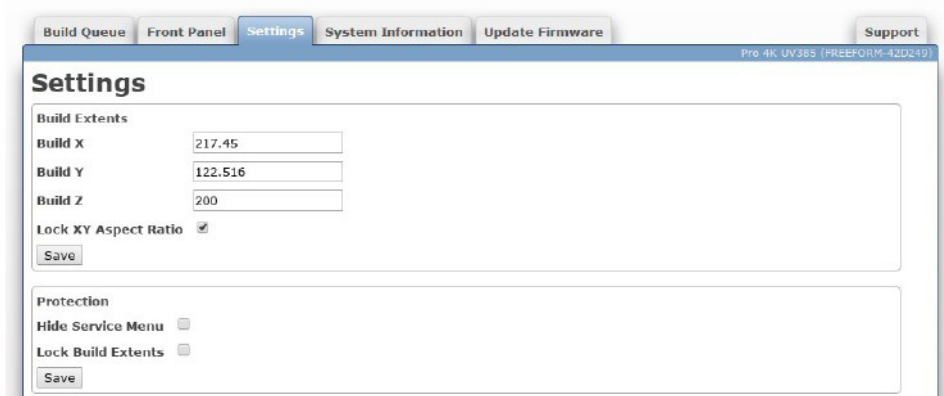 Build Queue Front Panel Settings System Information Update Firmware Support
Pro 4K UV385 (FREEFORM-42D249)
Settings
Build Extents
Build X 217.45
Build Y 122.516
Build Z 200
Lock XY Aspect Ratio
Save
Protection
Hide Service Menu
Lock Build Extents
Save